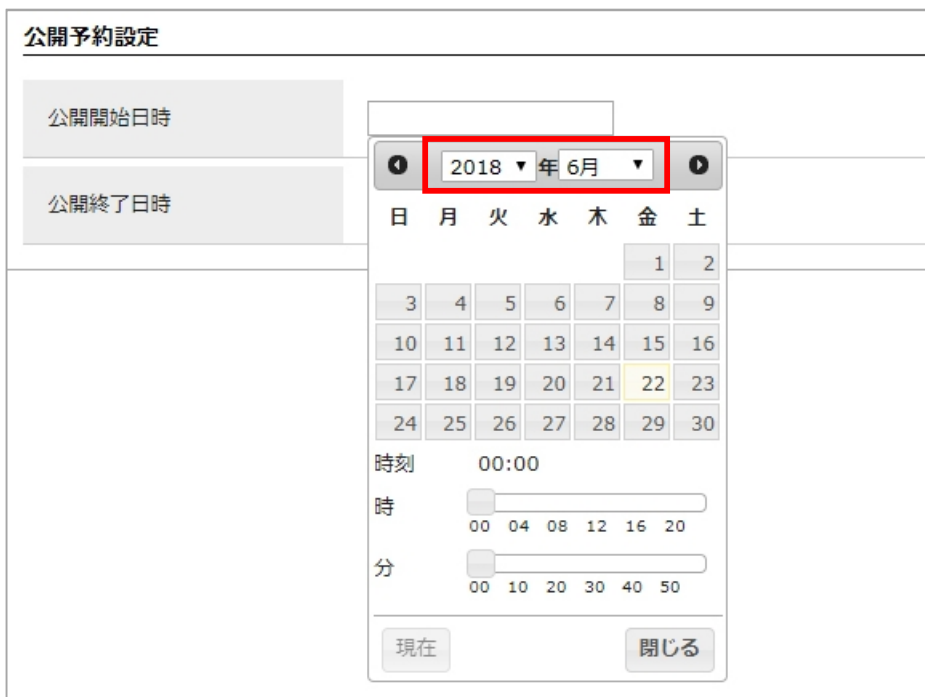 公開予約設定
公開開始日時
2018 年 6月
公開終了日時
日 月 火 水 木 金 土
1 2
3 4 5 6 7 8 9
10 11 12 13 14 15 16
17 18 19 20 21 22 23
24 25 26 27 28 29 30
時刻 00:00
時
00 04 08 12 16 20
分
00 10 20 30 40 50
現在 閉じる